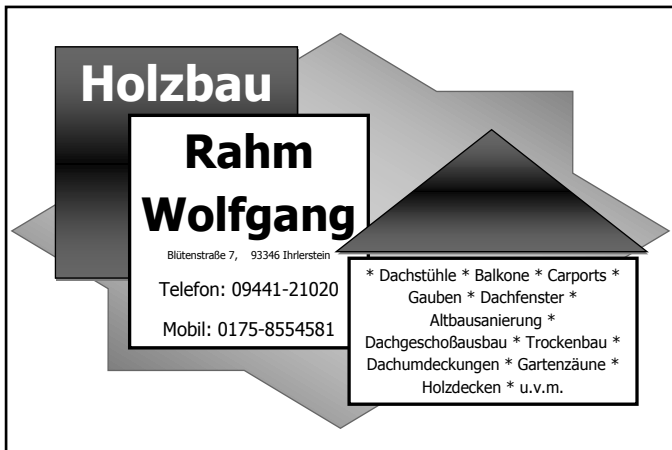 Holzbau
Rahm
Wolfgang
Blütenstraße 7, 93346 Ihrlerstein
Telefon: 09441-21020
Mobil: 0175-8554581
* Dachstühle * Balkone * Carports *
Gauben * Dachfenster *
Altbausanierung *
Dachgeschoßausbau * Trockenbau *
Dachumdeckungen * Gartenzäune *
Holzdecken * u.v.m.